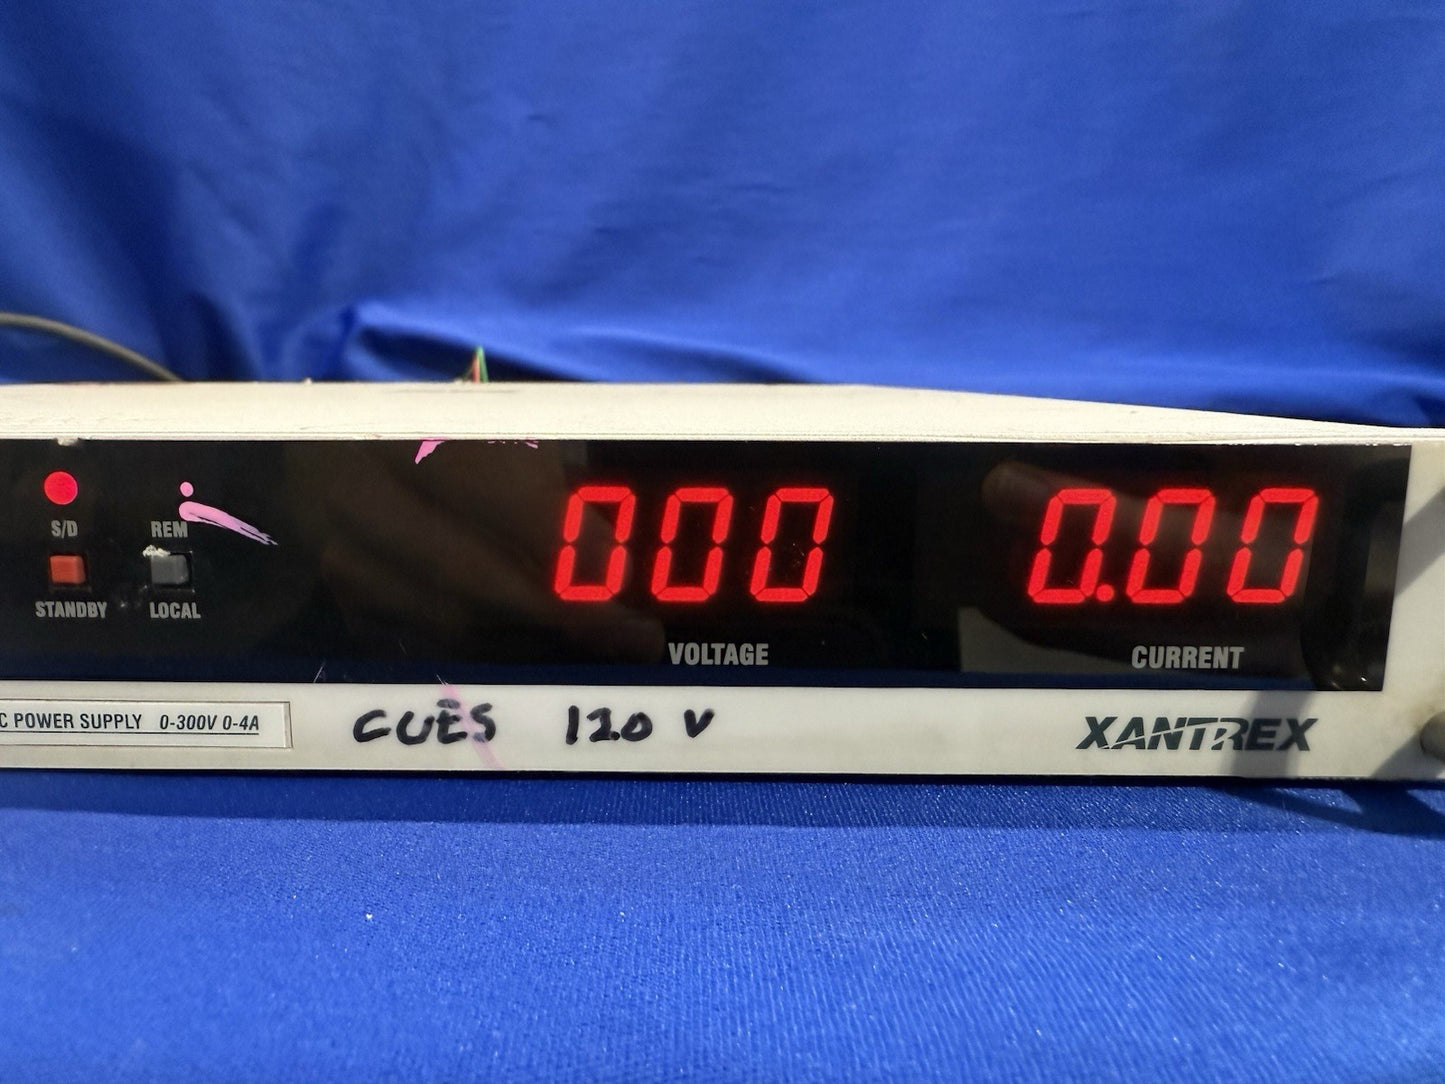 S/D REM
STANDBY LOCAL
000 0.00
VOLTAGE CURRENT
C POWER SUPPLY 0-300V 0-4A
CUES 120 V
XANTREX